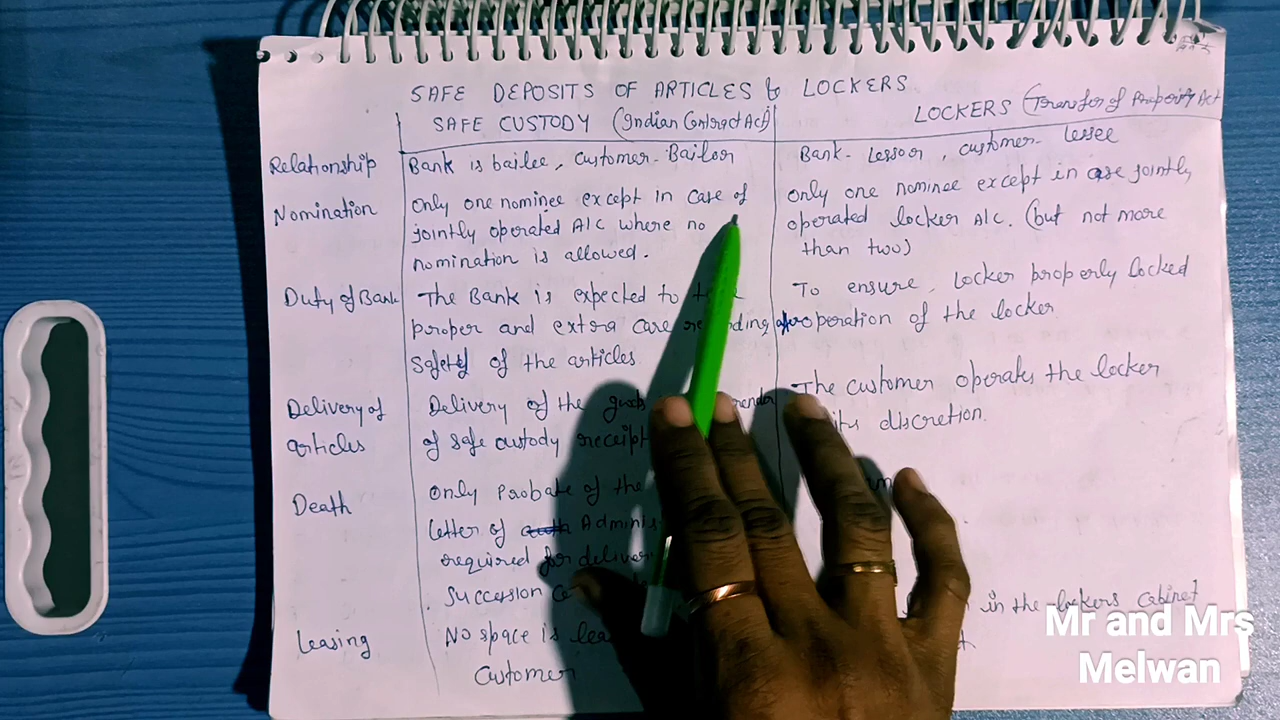 SAFE DEPOSITS OF ARTICLES & LOCKERS
SAFE CUSTODY (Indian Contract Act)
LOCKERS (Transfer of Property Act
Relationship
Bank is bailee, customer-Bailor
Bank- Lessor, customer- lessee
Nomination
Only one nominee except in case of
jointly operated A/C where no
nomination is allowed.
Only one nominee except in case jointly
operated locker A/C. (but not more
than two)
Duty of Bank
The Bank is expected to
proper and extra care
safety of the articles
To ensure, locker properly locked
after operation of the locker
Delivery of
articles
Delivery of the goods
of safe custody receipt
The customer operates the locker
its discretion.
Death
Only Probate of the
letter of Adminis
required for deliver
succession
Leasing
No space is
Customer
in the lockers cabinet
Mr and Mrs
Melwan